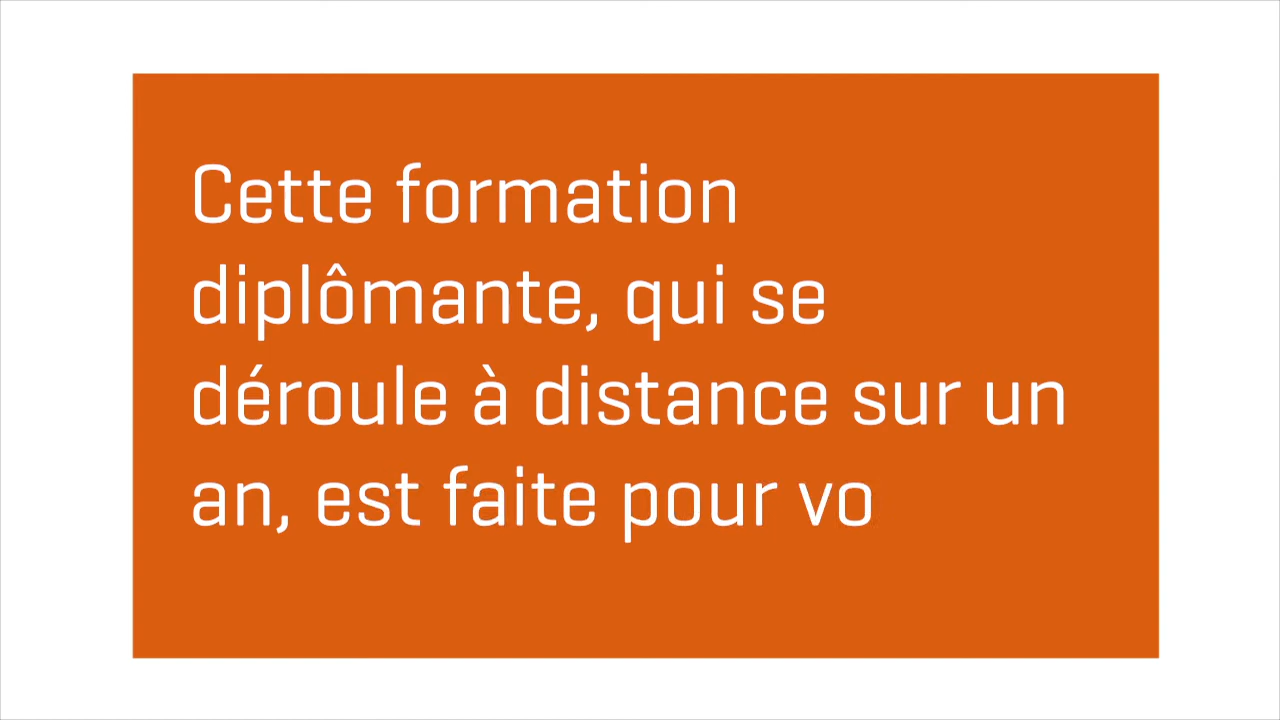 Cette formation
diplômante, qui se
déroule à distance sur un
an, est faite pour vo